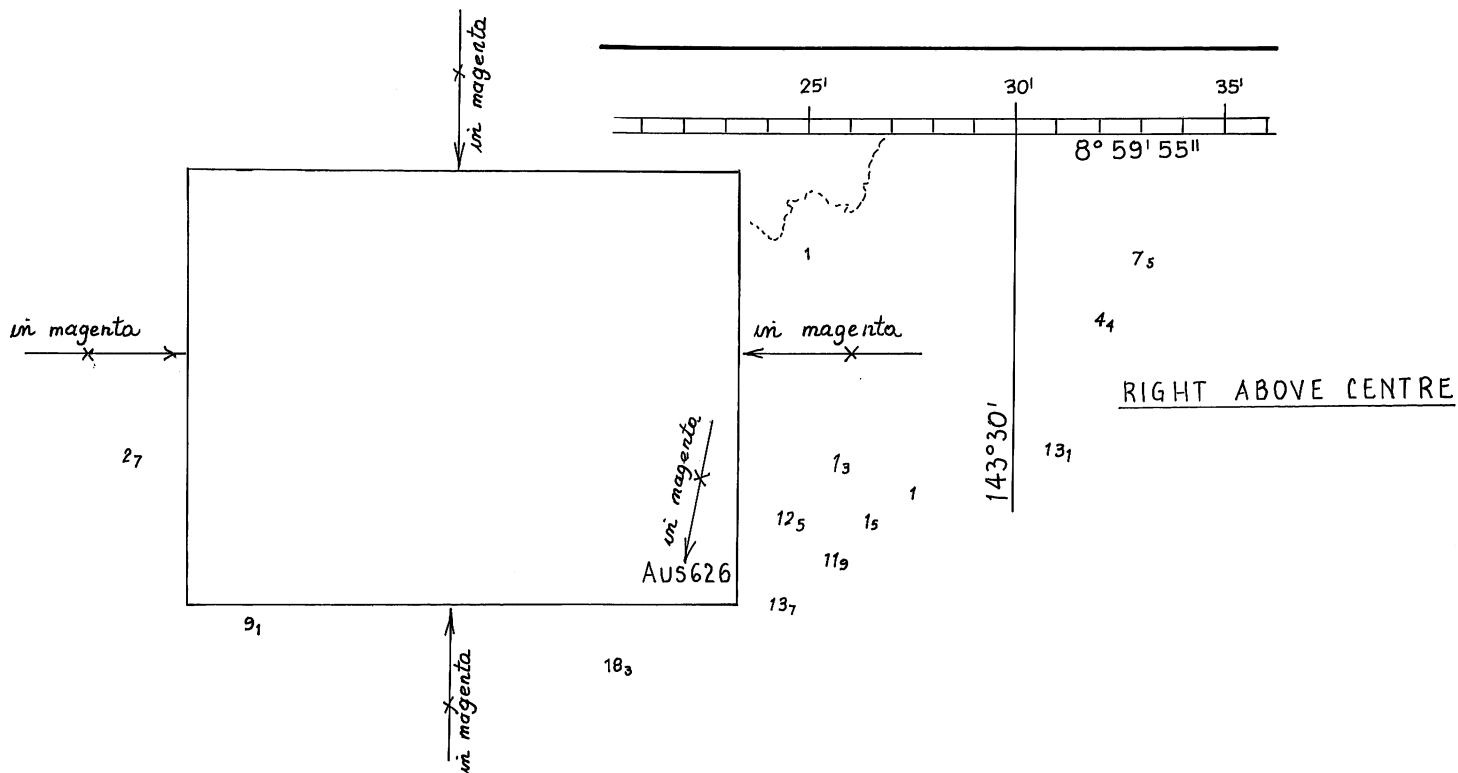 in magenta
25' 30' 35'
8° 59' 55"
1
7₅
in magenta
in magenta
4₄
RIGHT ABOVE CENTRE
143°30'
13₁
2₇
in magenta
1₃
1
12₅
1₅
11₉
AUS626
13₇
9₁
18₃
in magenta